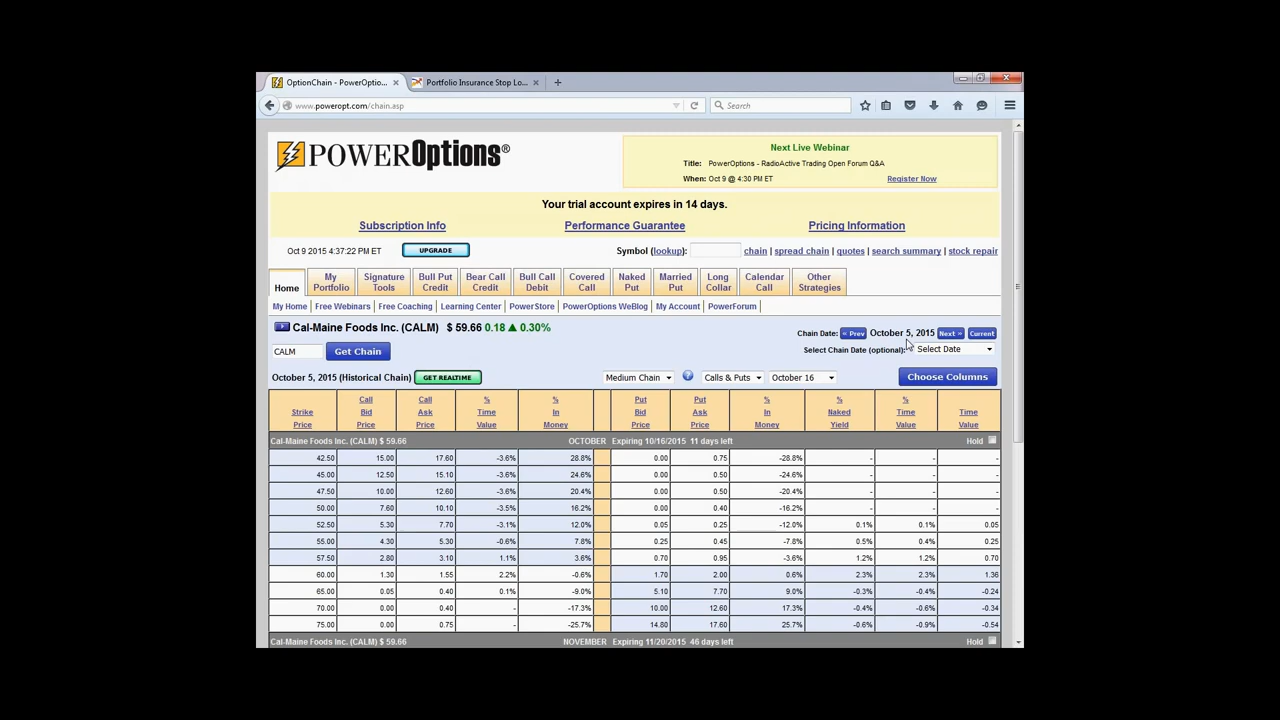 OptionChain - PowerOptio... × Portfolio Insurance Stop Lo... × +
www.poweropt.com/chain.asp Search
POWEROptions®
Next Live Webinar
Title: PowerOptions - RadioActive Trading Open Forum Q&A
When: Oct 9 @ 4:30 PM ET Register Now
Your trial account expires in 14 days.
Subscription Info Performance Guarantee Pricing Information
Oct 9 2015 4:37:22 PM ET UPGRADE Symbol (lookup): chain | spread chain | quotes | search summary | stock repair
Home My Portfolio Signature Tools Bull Put Credit Bear Call Credit Bull Call Debit Covered Call Naked Put Married Put Long Collar Calendar Call Other Strategies
My Home | Free Webinars | Free Coaching | Learning Center | PowerStore | PowerOptions WeBlog | My Account | PowerForum |
Cal-Maine Foods Inc. (CALM) $ 59.66 0.18 ▲ 0.30% Chain Date: « Prev October 5, 2015 Next » Current
CALM Get Chain Select Chain Date (optional): Select Date
October 5, 2015 (Historical Chain) GET REALTIME Medium Chain ? Calls & Puts October 16 Choose Columns
Strike Price Call Bid Price Call Ask Price % Time Value % In Money Put Bid Price Put Ask Price % In Money % Naked Yield % Time Value Time Value
Cal-Maine Foods Inc. (CALM) $ 59.66 OCTOBER Expiring 10/16/2015 11 days left Hold
42.50 15.00 17.60 -3.6% 28.8% 0.00 0.75 -28.8% - - -
45.00 12.50 15.10 -3.6% 24.6% 0.00 0.50 -24.6% - - -
47.50 10.00 12.60 -3.6% 20.4% 0.00 0.50 -20.4% - - -
50.00 7.60 10.10 -3.5% 16.2% 0.00 0.40 -16.2% - - -
52.50 5.30 7.70 -3.1% 12.0% 0.05 0.25 -12.0% 0.1% 0.1% 0.05
55.00 4.30 5.30 -0.6% 7.8% 0.25 0.45 -7.8% 0.5% 0.4% 0.25
57.50 2.80 3.10 1.1% 3.6% 0.70 0.95 -3.6% 1.2% 1.2% 0.70
60.00 1.30 1.55 2.2% -0.6% 1.70 2.00 0.6% 2.3% 2.3% 1.36
65.00 0.05 0.40 0.1% -9.0% 5.10 7.70 9.0% -0.3% -0.4% -0.24
70.00 0.00 0.40 - -17.3% 10.00 12.60 17.3% -0.4% -0.6% -0.34
75.00 0.00 0.75 - -25.7% 14.80 17.60 25.7% -0.6% -0.9% -0.54
Cal-Maine Foods Inc. (CALM) $ 59.66 NOVEMBER Expiring 11/20/2015 46 days left Hold